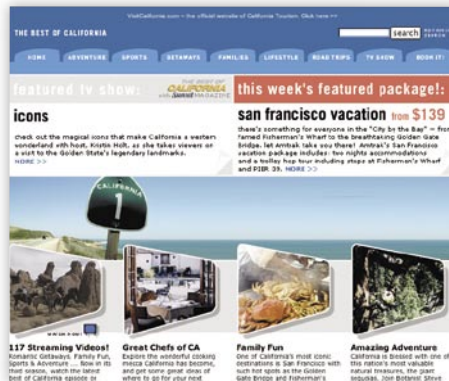 VisitCalifornia.com - the official website of California Tourism. Click here >>
THE BEST OF CALIFORNIA
search
HOME
ADVENTURE
SPORTS
GETAWAYS
FAMILIES
LIFESTYLE
ROAD TRIPS
TV SHOW
BOOK IT!
featured tv show:
THE BEST OF
CALIFORNIA
with Sunset MAGAZINE
this week's featured package!:
icons
check out the magical icons that make California a western
wonderland with host, Kristin Holt, as she takes viewers on
a visit to the Golden State's legendary landmarks.
MORE >>
san francisco vacation from $139
there's something for everyone in the "City by the Bay" — from
famed Fisherman's Wharf to the breathtaking Golden Gate
Bridge. let Amtrak take you there! Amtrak's San Francisco
vacation package includes: two nights accommodations
and a trolley hop tour including stops at Fisherman's Wharf
and PIER 39. MORE >>
CALIFORNIA
1
117 Streaming Videos!
Romantic Getaways, Family Fun,
Sports & Adventure ... Now in its
third season, watch the latest
Best of California episode or
Great Chefs of CA
Explore the wonderful cooking
mecca California has become,
and get some great ideas of
where to go for your next
Family Fun
One of California's most iconic
destinations is San Francisco with
such hot spots as the Golden
Gate Bridge and Fisherman's
Amazing Adventure
California is blessed with one of
this nation's most valuable
natural treasures, the giant
sequoias. Join Botanist Steve